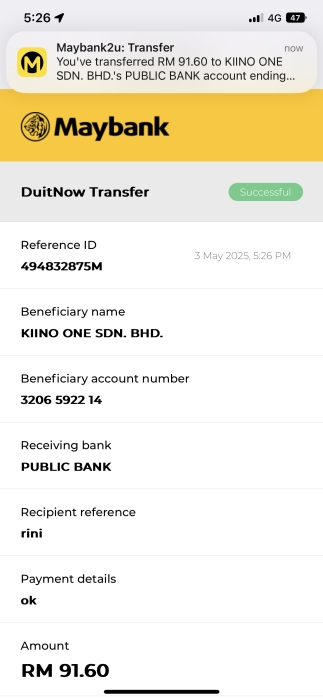 5:26
4G
47
Maybank2u: Transfer
now
You've transferred RM 91.60 to KIINO ONE
SDN. BHD.'s PUBLIC BANK account ending...
Maybank
DuitNow Transfer
Successful
Reference ID
3 May 2025, 5:26 PM
494832875M
Beneficiary name
KIINO ONE SDN. BHD.
Beneficiary account number
3206 5922 14
Receiving bank
PUBLIC BANK
Recipient reference
rini
Payment details
ok
Amount
RM 91.60